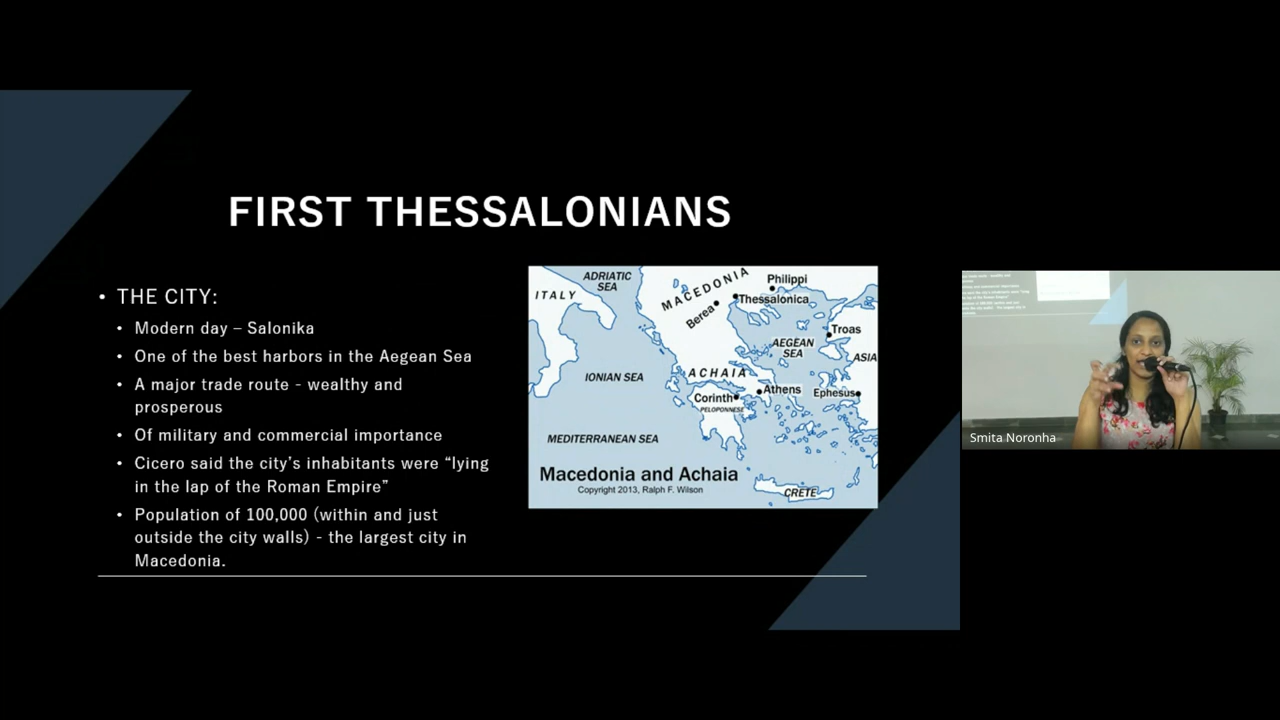 FIRST THESSALONIANS
• THE CITY:
• Modern day – Salonika
• One of the best harbors in the Aegean Sea
• A major trade route - wealthy and
prosperous
• Of military and commercial importance
• Cicero said the city's inhabitants were “lying
in the lap of the Roman Empire”
• Population of 100,000 (within and just
outside the city walls) - the largest city in
Macedonia.
ADRIATIC
SEA
ITALY
MACEDONIA
Philippi
Thessalonica
Berea
Troas
AEGEAN
SEA
ASIA
IONIAN SEA
ACHAIA
Athens
Corinth
Ephesus
PELOPONNESE
MEDITERRANEAN SEA
Macedonia and Achaia
Copyright 2013, Ralph F. Wilson
CRETE
Smita Noronha